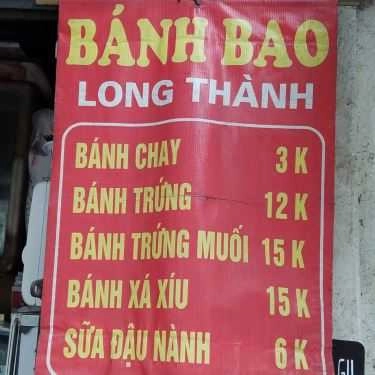 BÁNH BAO
LONG THÀNH
BÁNH CHAY 3 K
BÁNH TRỨNG 12 K
BÁNH TRỨNG MUỐI 15 K
BÁNH XÁ XÍU 15 K
SỮA ĐẬU NÀNH 6 K